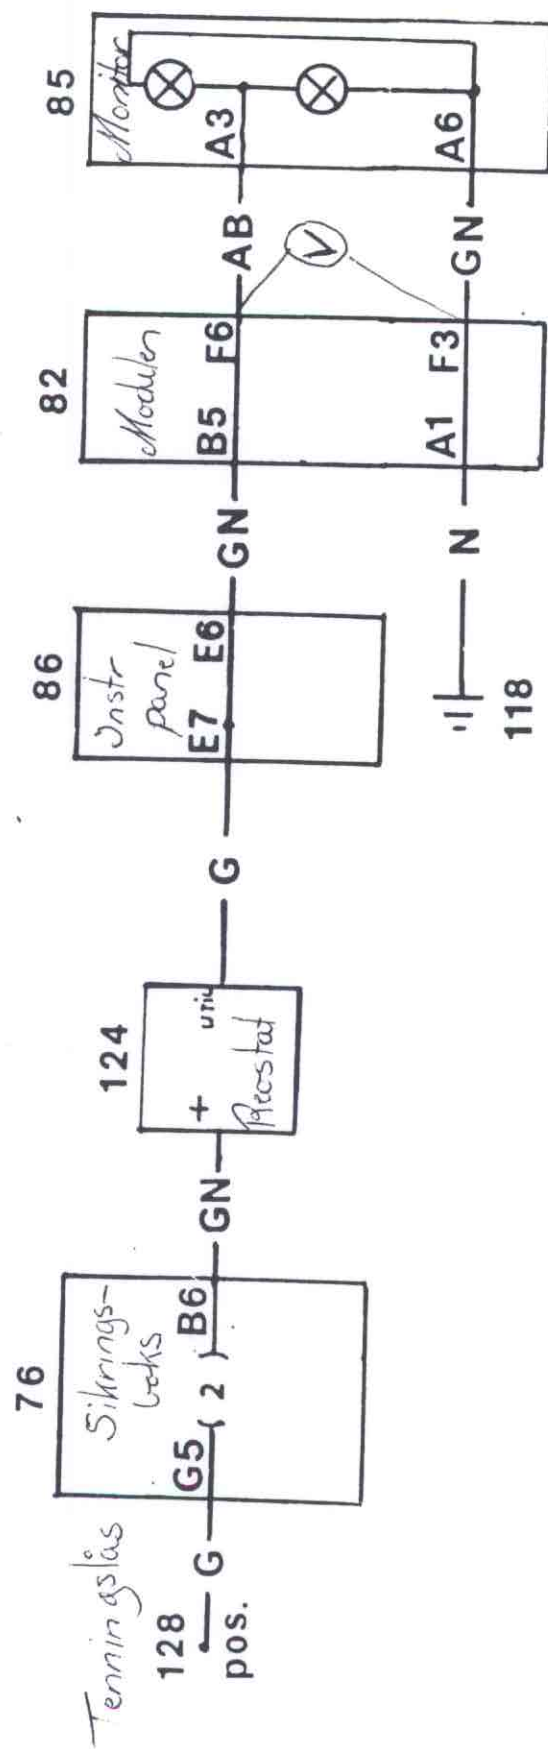 Tenningslås
128
pos.
G
76
Sikrings-
boks
G5 ( 2 ) B6
GN
124
+
Reostat
G
86
Instr
panel
E7 E6
GN
82
Modulen
B5 F6
A1 F3
AB
GN
V
85
Monitor
A3
A6
N
118